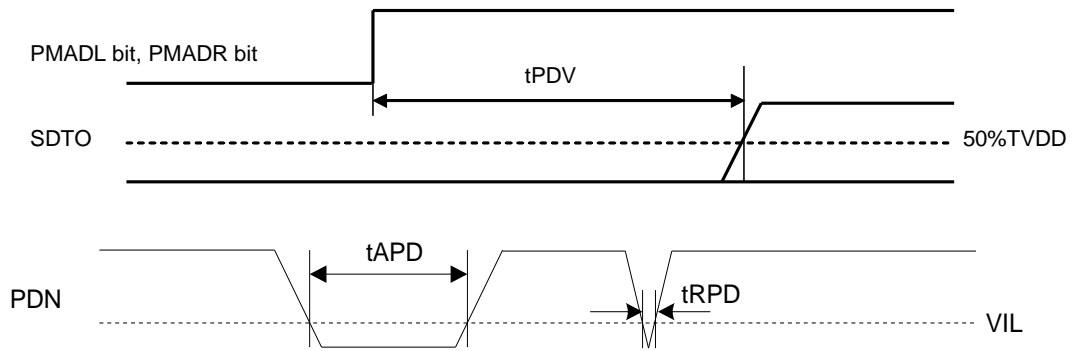 PMADL bit, PMADR bit
tPDV
SDTO
50%TVDD
tAPD
PDN
tRPD
VIL